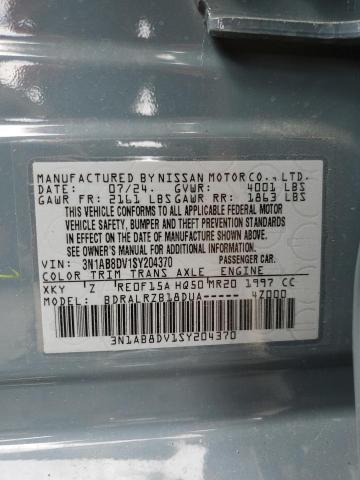 MANUFACTURED BY NISSAN MOTOR CO., LTD.
DATE: 07/24. GVWR: 4001 LBS
GAWR FR: 2161 LBS GAWR RR: 1863 LBS
THIS VEHICLE CONFORMS TO ALL APPLICABLE FEDERAL MOTOR
VEHICLE SAFETY, BUMPER AND THEFT PREVENTION
STANDARDS IN EFFECT ON THE DATE OF MANUFACTURE SHOWN ABOVE.
SEE OWNER'S MANUAL FOR FURTHER INFORMATION.
VIN: 3N1AB8DV1SY204370 PASSENGER CAR.
COLOR TRIM TRANS AXLE ENGINE
XKY Z RE0F15A HQ50 MR20 1997 CC
MODEL: BDRALRZB18DUA----- 4Z000
3N1AB8DV1SY204370